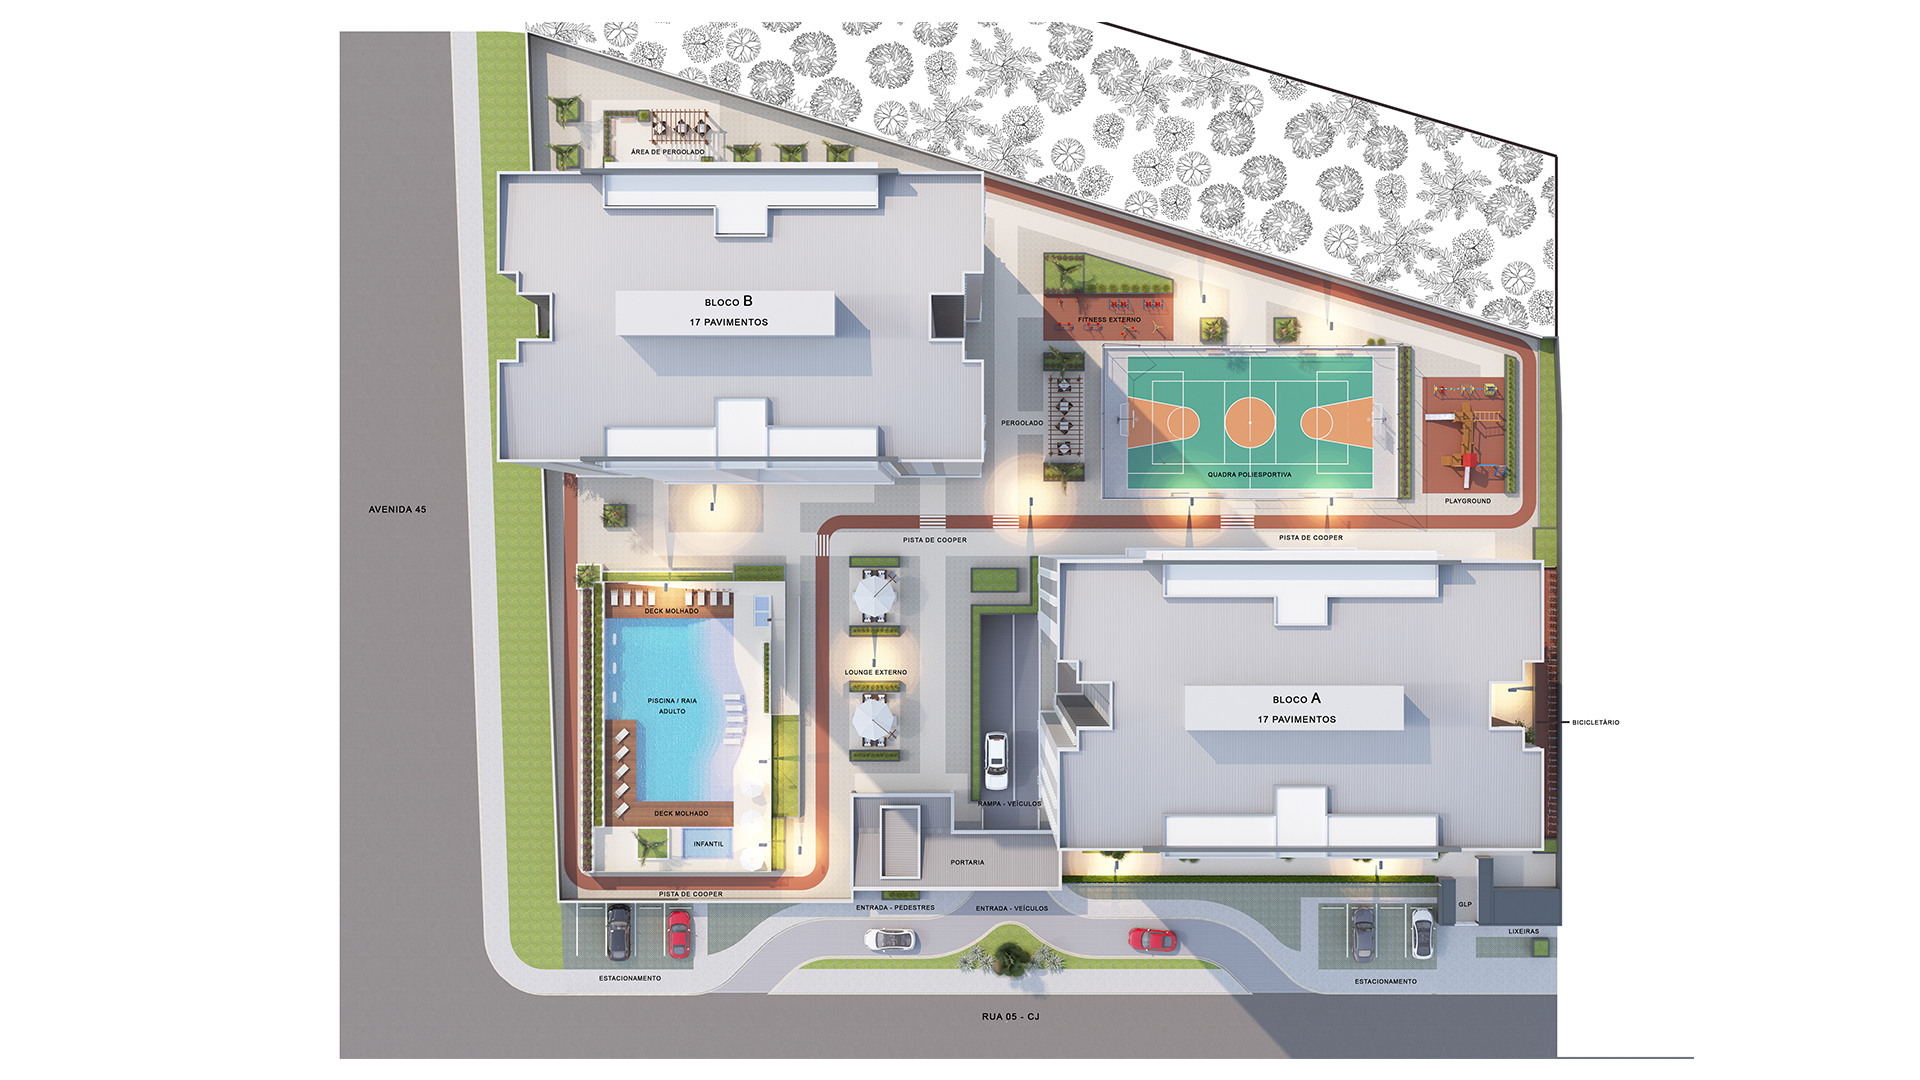 ÁREA DE PERGOLADO
BLOCO B
17 PAVIMENTOS
FITNESS EXTERNO
PERGOLADO
QUADRA POLIESPORTIVA
PLAYGROUND
AVENIDA 45
PISTA DE COOPER
PISTA DE COOPER
DECK MOLHADO
LOUNGE EXTERNO
PISCINA / RAIA
ADULTO
BLOCO A
17 PAVIMENTOS
BICICLETÁRIO
RAMPA - VEÍCULOS
DECK MOLHADO
INFANTIL
PORTARIA
PISTA DE COOPER
ENTRADA - PEDESTRES
ENTRADA - VEÍCULOS
GLP
LIXEIRAS
ESTACIONAMENTO
ESTACIONAMENTO
RUA 05 - CJ